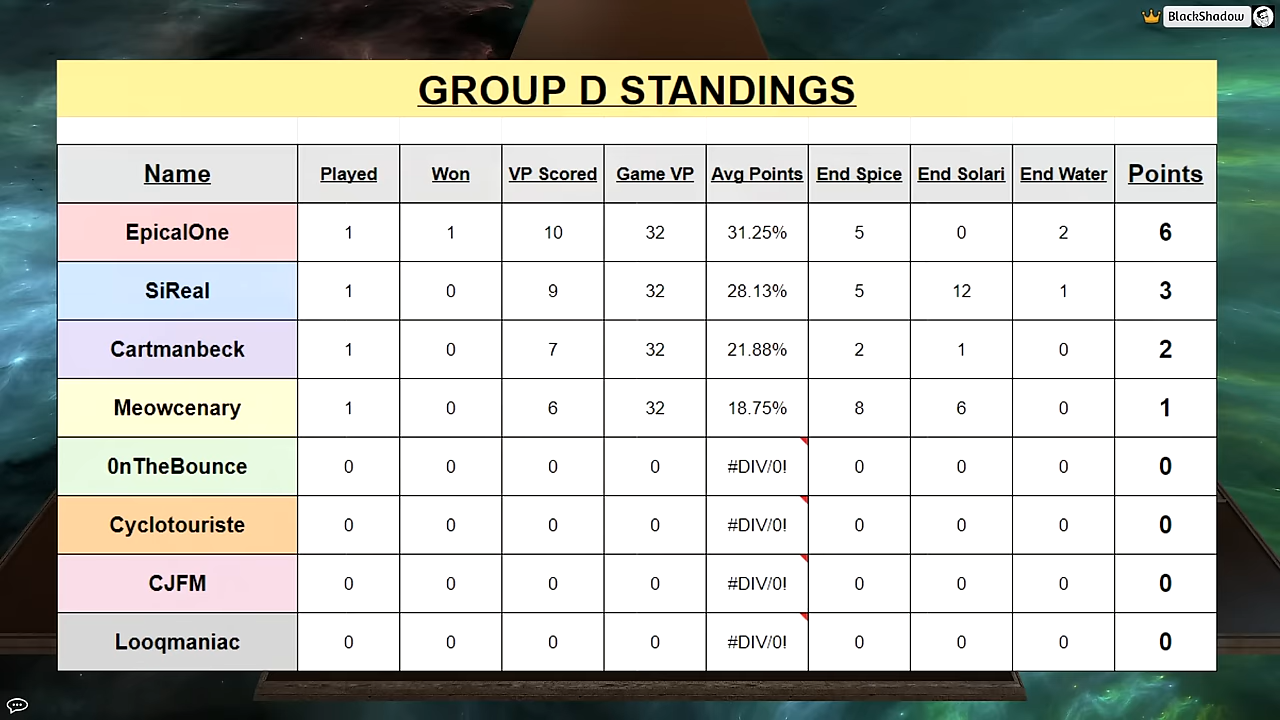 BlackShadow
GROUP D STANDINGS
Name Played Won VP Scored Game VP Avg Points End Spice End Solari End Water Points
EpicalOne 1 1 10 32 31.25% 5 0 2 6
SiReal 1 0 9 32 28.13% 5 12 1 3
Cartmanbeck 1 0 7 32 21.88% 2 1 0 2
Meowcenary 1 0 6 32 18.75% 8 6 0 1
0nTheBounce 0 0 0 0 #DIV/0! 0 0 0 0
Cyclotouriste 0 0 0 0 #DIV/0! 0 0 0 0
CJFM 0 0 0 0 #DIV/0! 0 0 0 0
Looqmaniac 0 0 0 0 #DIV/0! 0 0 0 0